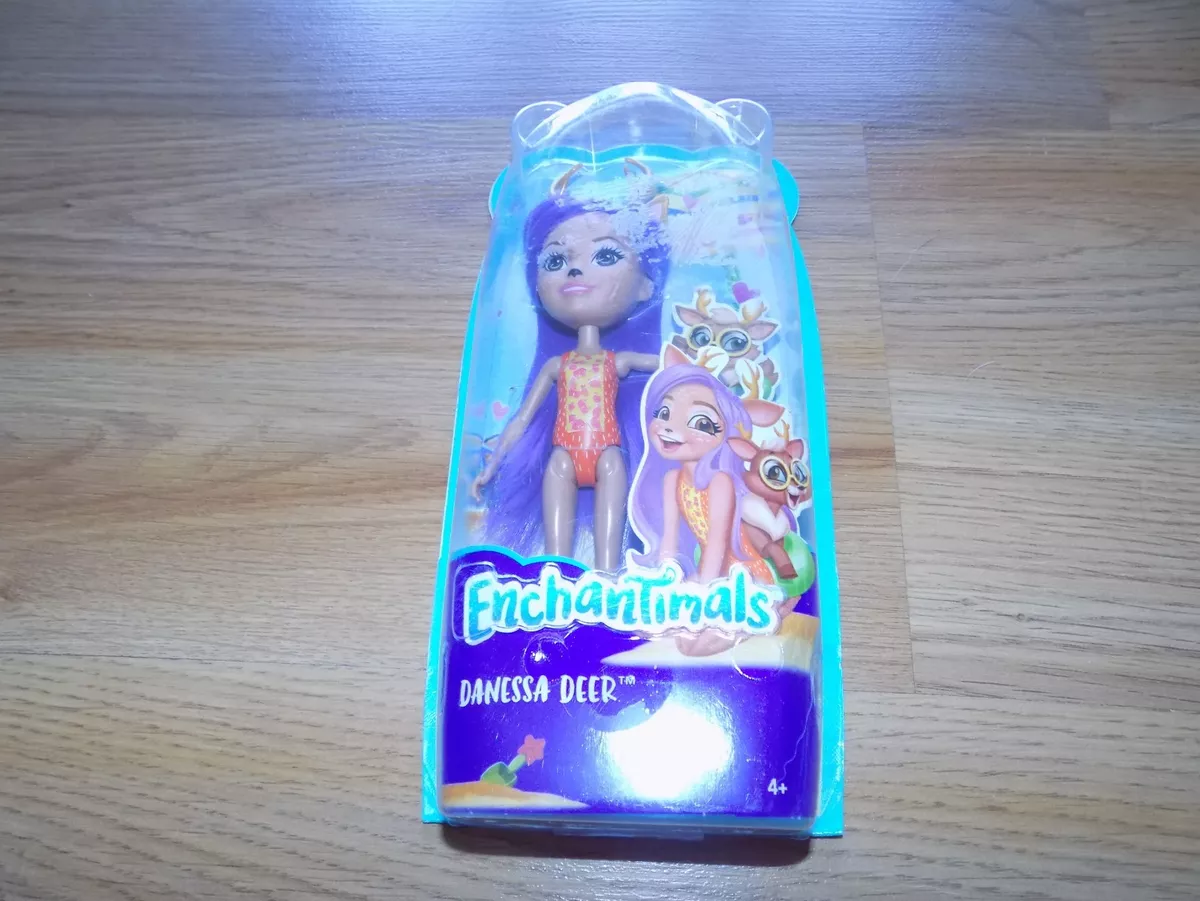 EnchanTimals
DANESSA DEER™
4+